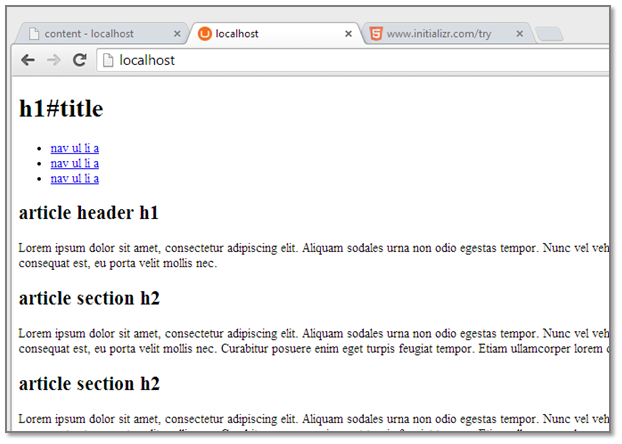 content - localhost
localhost
www.initializr.com/try
localhost
h1#title
nav ul li a
nav ul li a
nav ul li a
article header h1
Lorem ipsum dolor sit amet, consectetur adipiscing elit. Aliquam sodales urna non odio egestas tempor. Nunc vel veh
consequat est, eu porta velit mollis nec.
article section h2
Lorem ipsum dolor sit amet, consectetur adipiscing elit. Aliquam sodales urna non odio egestas tempor. Nunc vel veh
consequat est, eu porta velit mollis nec. Curabitur posuere enim eget turpis feugiat tempor. Etiam ullamcorper lorem
article section h2
Lorem ipsum dolor sit amet, consectetur adipiscing elit. Aliquam sodales urna non odio egestas tempor. Nunc vel veh